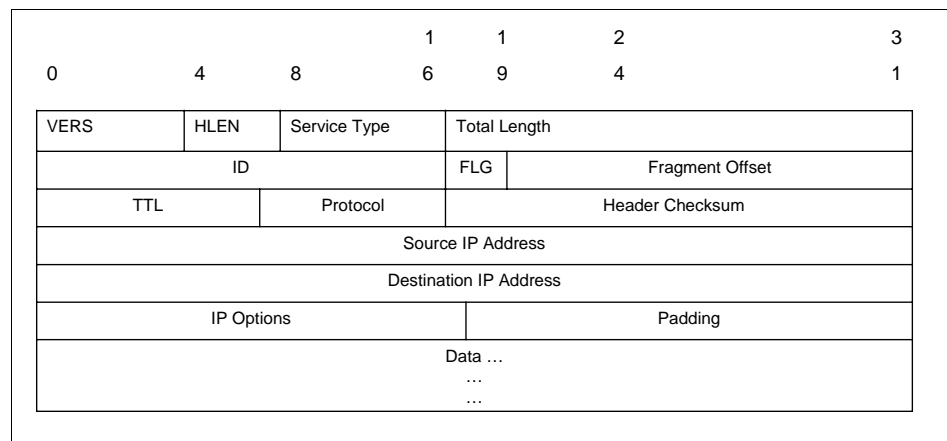 1 1 2 3
0 4 8 6 9 4 1
VERS HLEN Service Type Total Length
ID FLG Fragment Offset
TTL Protocol Header Checksum
Source IP Address
Destination IP Address
IP Options Padding
Data …
…
…